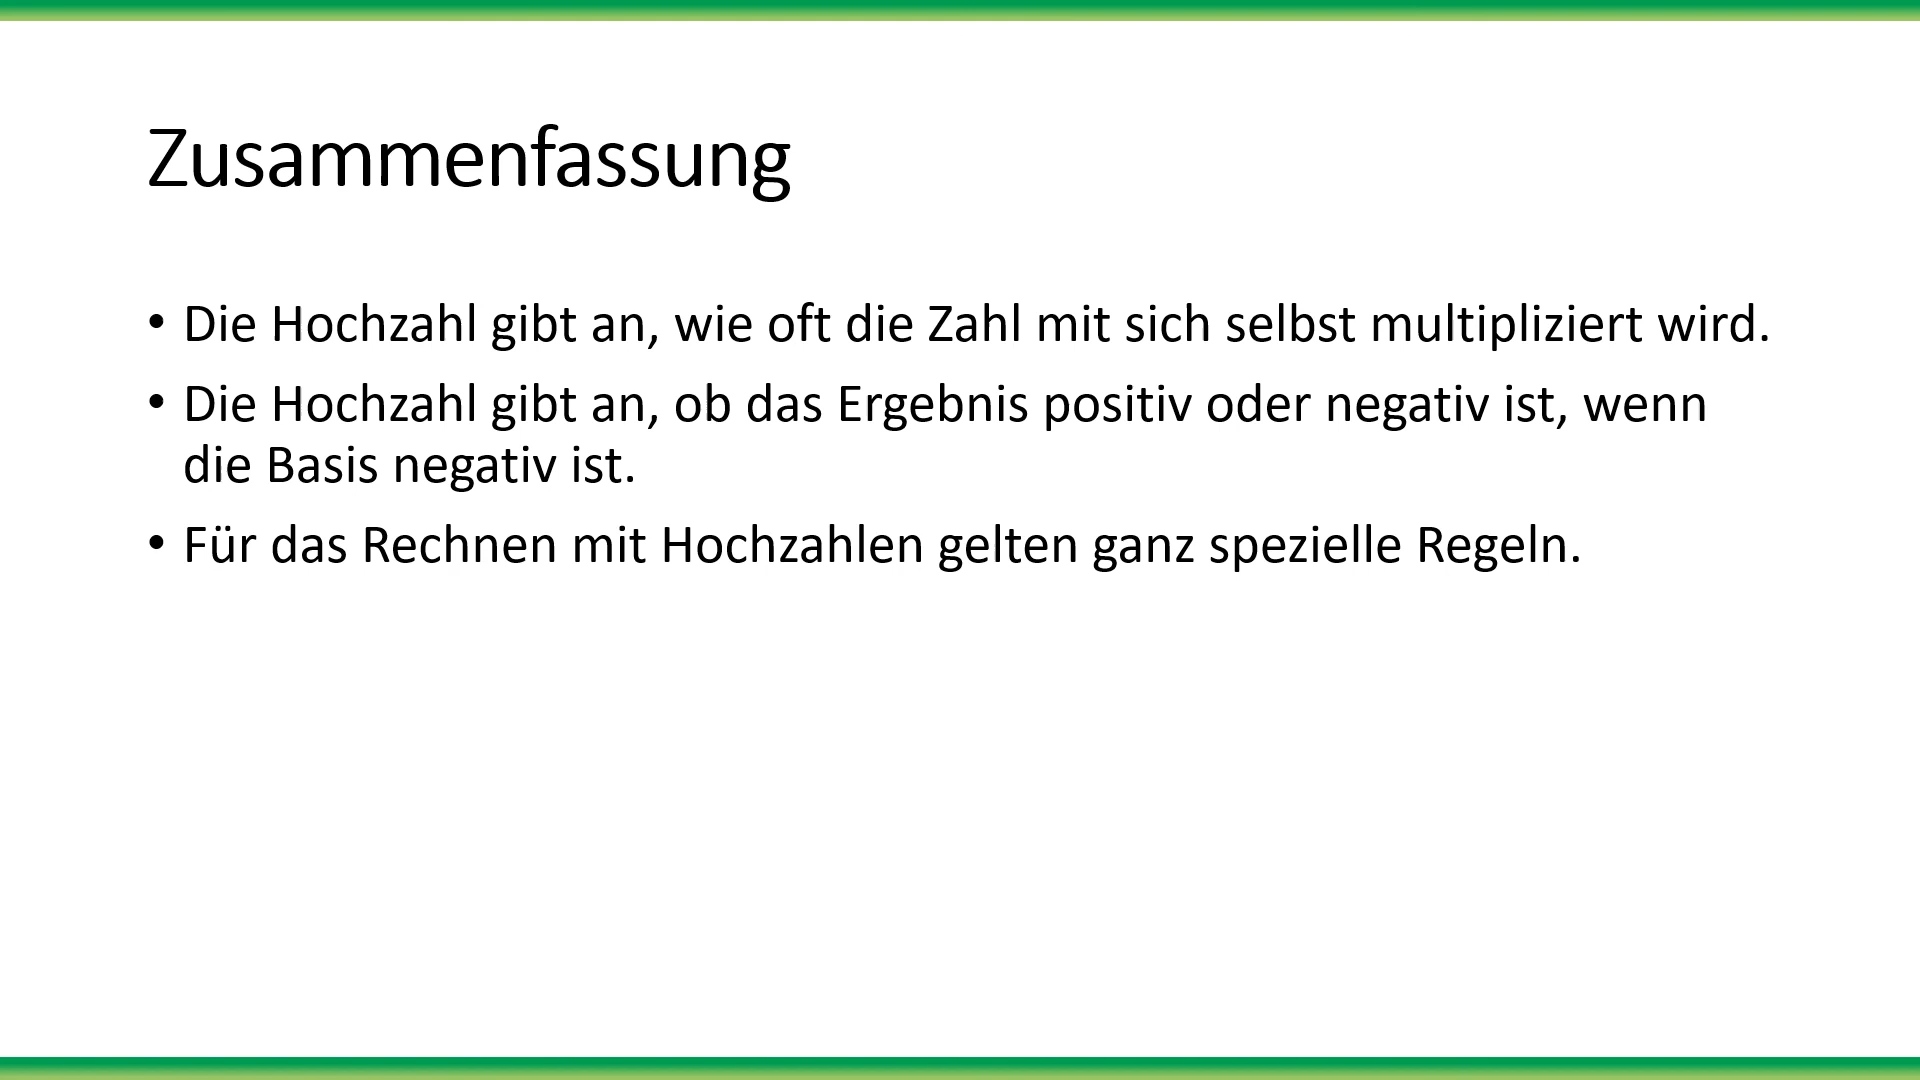 Zusammenfassung
• Die Hochzahl gibt an, wie oft die Zahl mit sich selbst multipliziert wird.
• Die Hochzahl gibt an, ob das Ergebnis positiv oder negativ ist, wenn
die Basis negativ ist.
• Für das Rechnen mit Hochzahlen gelten ganz spezielle Regeln.